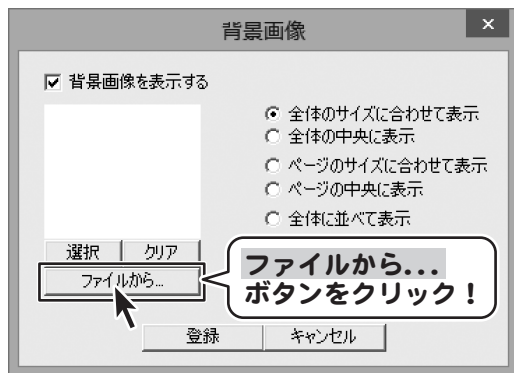 背景画像
×
背景画像を表示する
全体のサイズに合わせて表示
全体の中央に表示
ページのサイズに合わせて表示
ページの中央に表示
全体に並べて表示
選択 クリア
ファイルから...
ファイルから...
ボタンをクリック！
登録 キャンセル